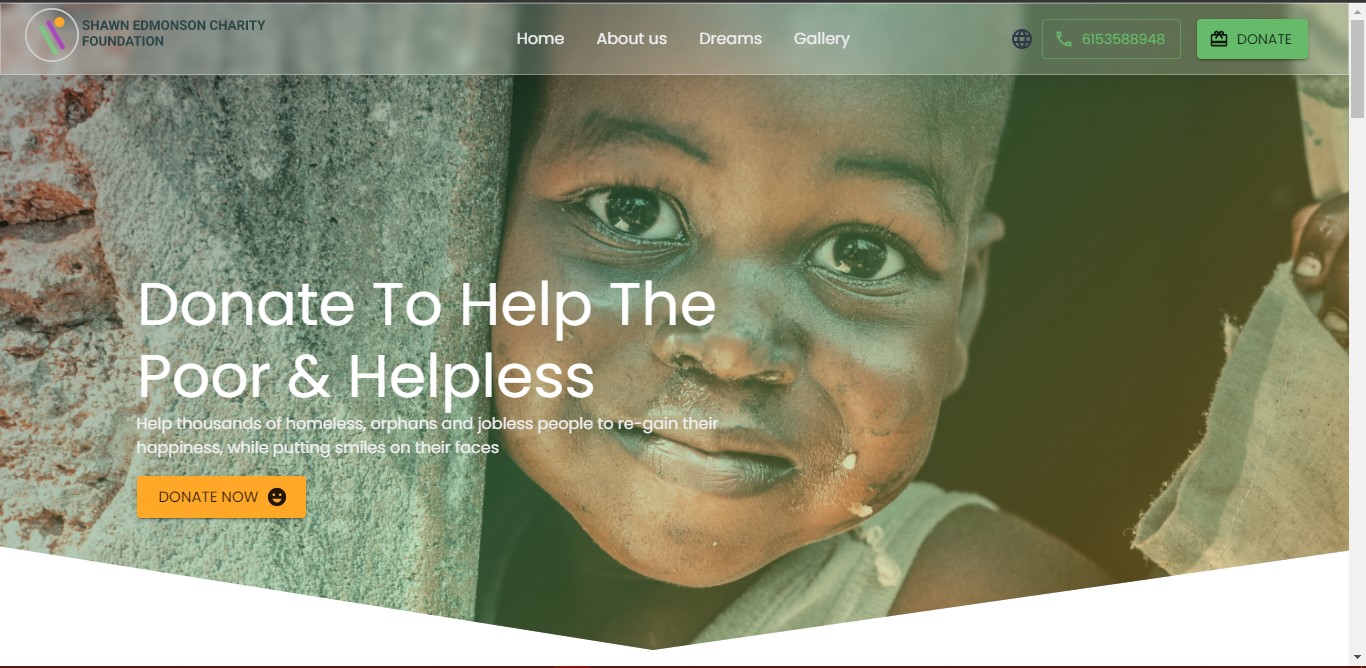 SHAWN EDMONSON CHARITY
FOUNDATION
Home About us Dreams Gallery
6153588948
DONATE
Donate To Help The
Poor & Helpless
Help thousands of homeless, orphans and jobless people to re-gain their
happiness, while putting smiles on their faces
DONATE NOW